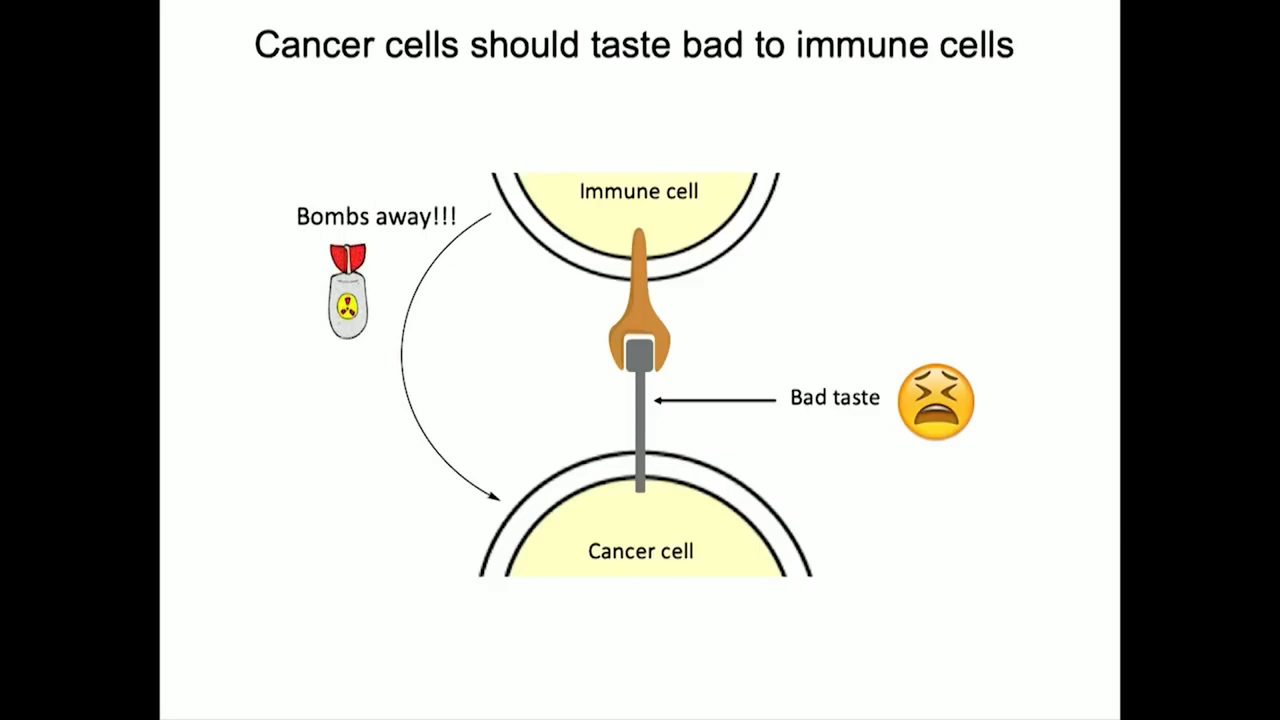 Cancer cells should taste bad to immune cells
Immune cell
Bombs away!!!
Bad taste
Cancer cell